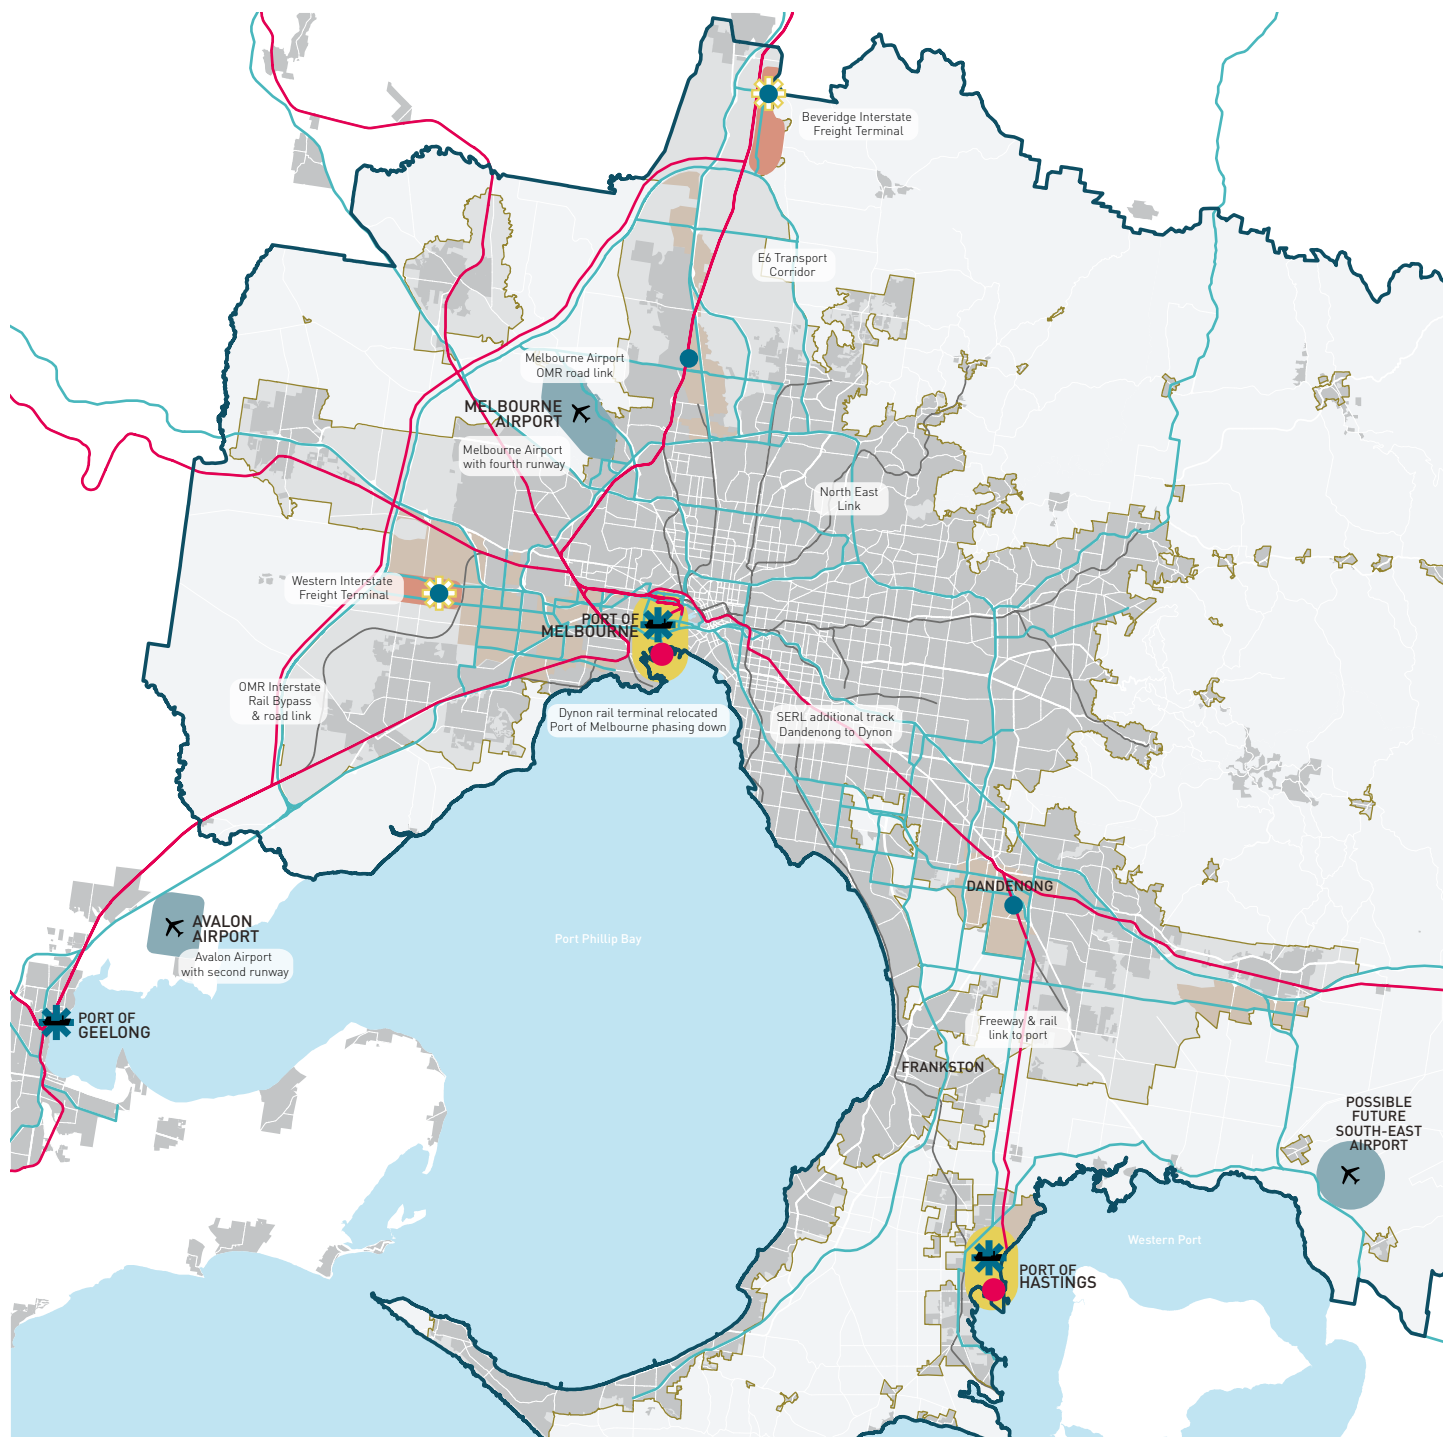 Beveridge Interstate
Freight Terminal
E6 Transport
Corridor
Melbourne Airport
OMR road link
MELBOURNE
AIRPORT
Melbourne Airport
with fourth runway
North East
Link
Western Interstate
Freight Terminal
PORT OF
MELBOURNE
OMR Interstate
Rail Bypass
& road link
Dynon rail terminal relocated
Port of Melbourne phasing down
SERL additional track
Dandenong to Dynon
DANDENONG
AVALON
AIRPORT
Avalon Airport
with second runway
Port Phillip Bay
PORT OF
GEELONG
Freeway & rail
link to port
FRANKSTON
POSSIBLE
FUTURE
SOUTH-EAST
AIRPORT
Western Port
PORT OF
HASTINGS